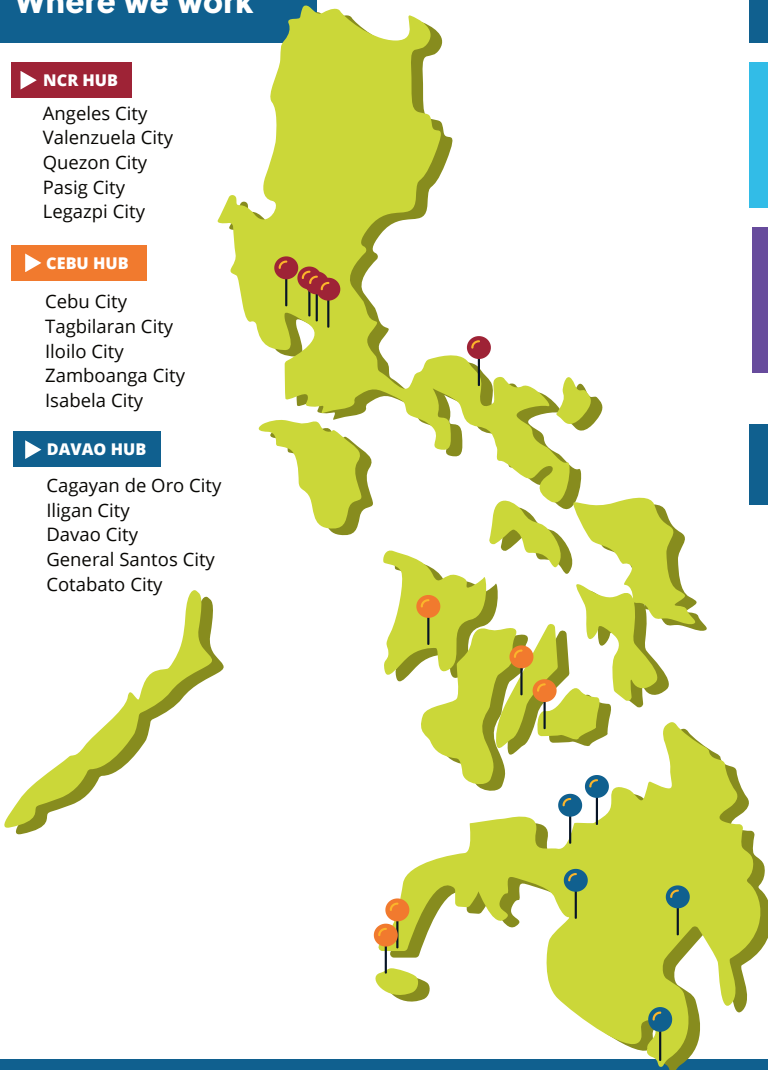 Where we work
NCR HUB
Angeles City
Valenzuela City
Quezon City
Pasig City
Legazpi City
CEBU HUB
Cebu City
Tagbilaran City
Iloilo City
Zamboanga City
Isabela City
DAVAO HUB
Cagayan de Oro City
Iligan City
Davao City
General Santos City
Cotabato City